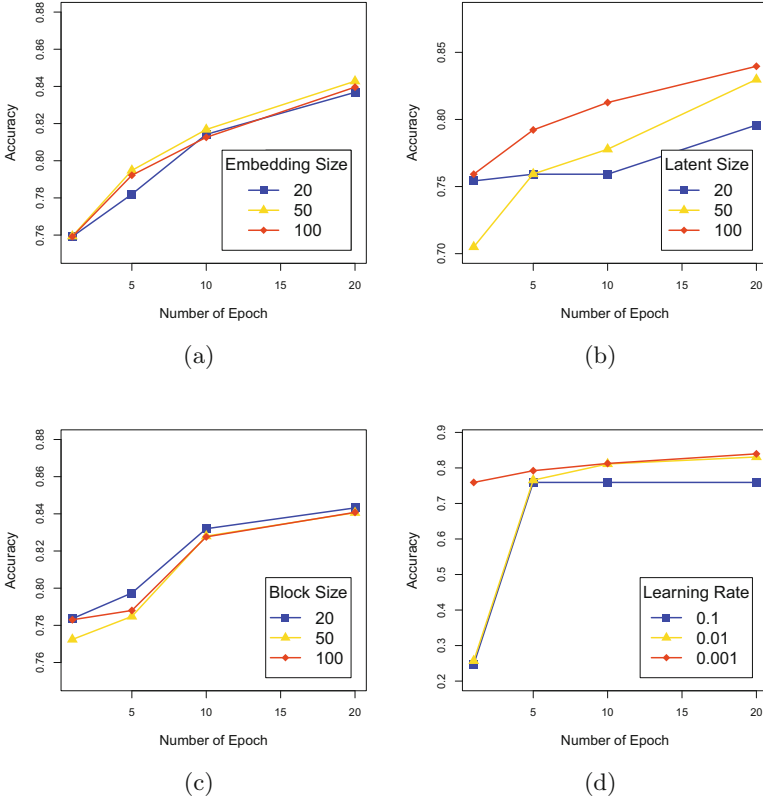 0.76 0.78 0.80 0.82 0.84 0.86 0.88
Accuracy
Embedding Size
20
50
100
5 10 15 20
Number of Epoch
(a)
0.70 0.75 0.80 0.85
Accuracy
Latent Size
20
50
100
5 10 15 20
Number of Epoch
(b)
0.76 0.78 0.80 0.82 0.84 0.86 0.88
Accuracy
Block Size
20
50
100
5 10 15 20
Number of Epoch
(c)
0.2 0.3 0.4 0.5 0.6 0.7 0.8 0.9
Accuracy
Learning Rate
0.1
0.01
0.001
5 10 15 20
Number of Epoch
(d)